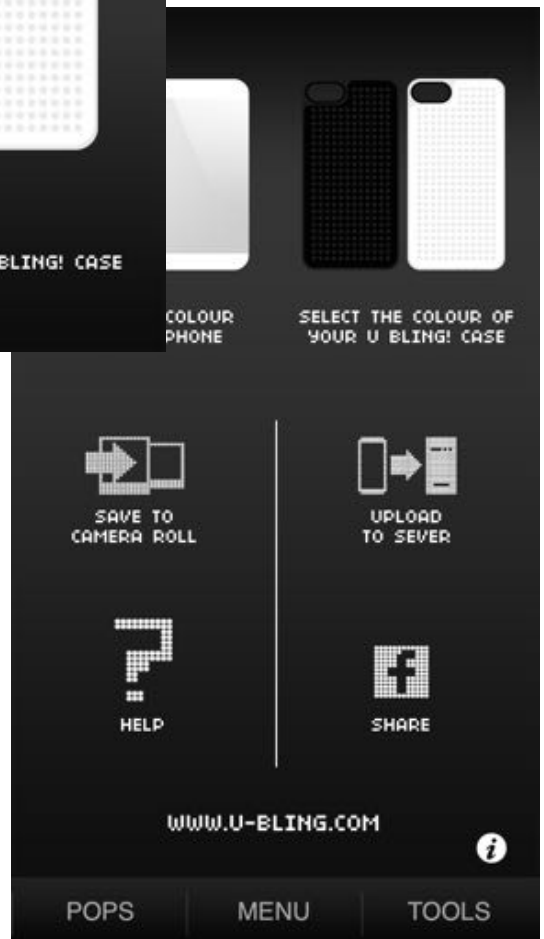 BLING! CASE
COLOUR
PHONE
SELECT THE COLOUR OF
YOUR U BLING! CASE
SAVE TO
CAMERA ROLL
UPLOAD
TO SEVER
HELP
SHARE
WWW.U-BLING.COM
i
POPS
MENU
TOOLS